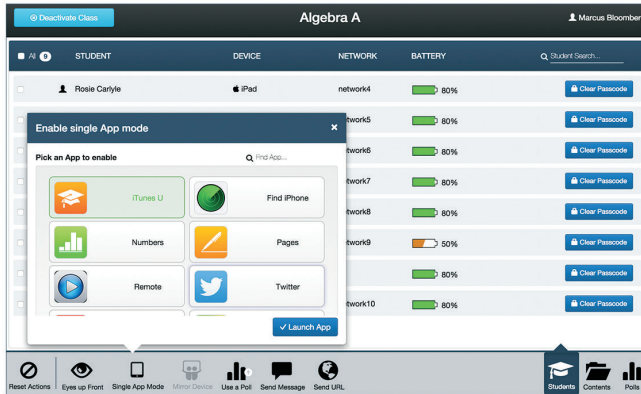 Deactivate Class
Algebra A
Marcus Bloomber
All 9 STUDENT DEVICE NETWORK BATTERY Student Search...
Rosie Carlyle iPad network4 80% Clear Passcode
twork5 80% Clear Passcode
twork6 80% Clear Passcode
twork7 80% Clear Passcode
twork8 80% Clear Passcode
twork9 50% Clear Passcode
80% Clear Passcode
twork10 80% Clear Passcode
Enable single App mode
Pick an App to enable Find App...
iTunes U Find iPhone
Numbers Pages
Remote Twitter
Launch App
Reset Actions Eyes up Front Single App Mode Mirror Device Use a Poll Send Message Send URL Students Contents Polls